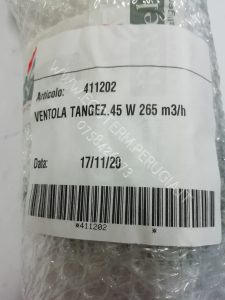 Articolo: 411202
VENTOLA TANGEZ.45 W 265 m3/h
Data: 17/11/20
*411202 *